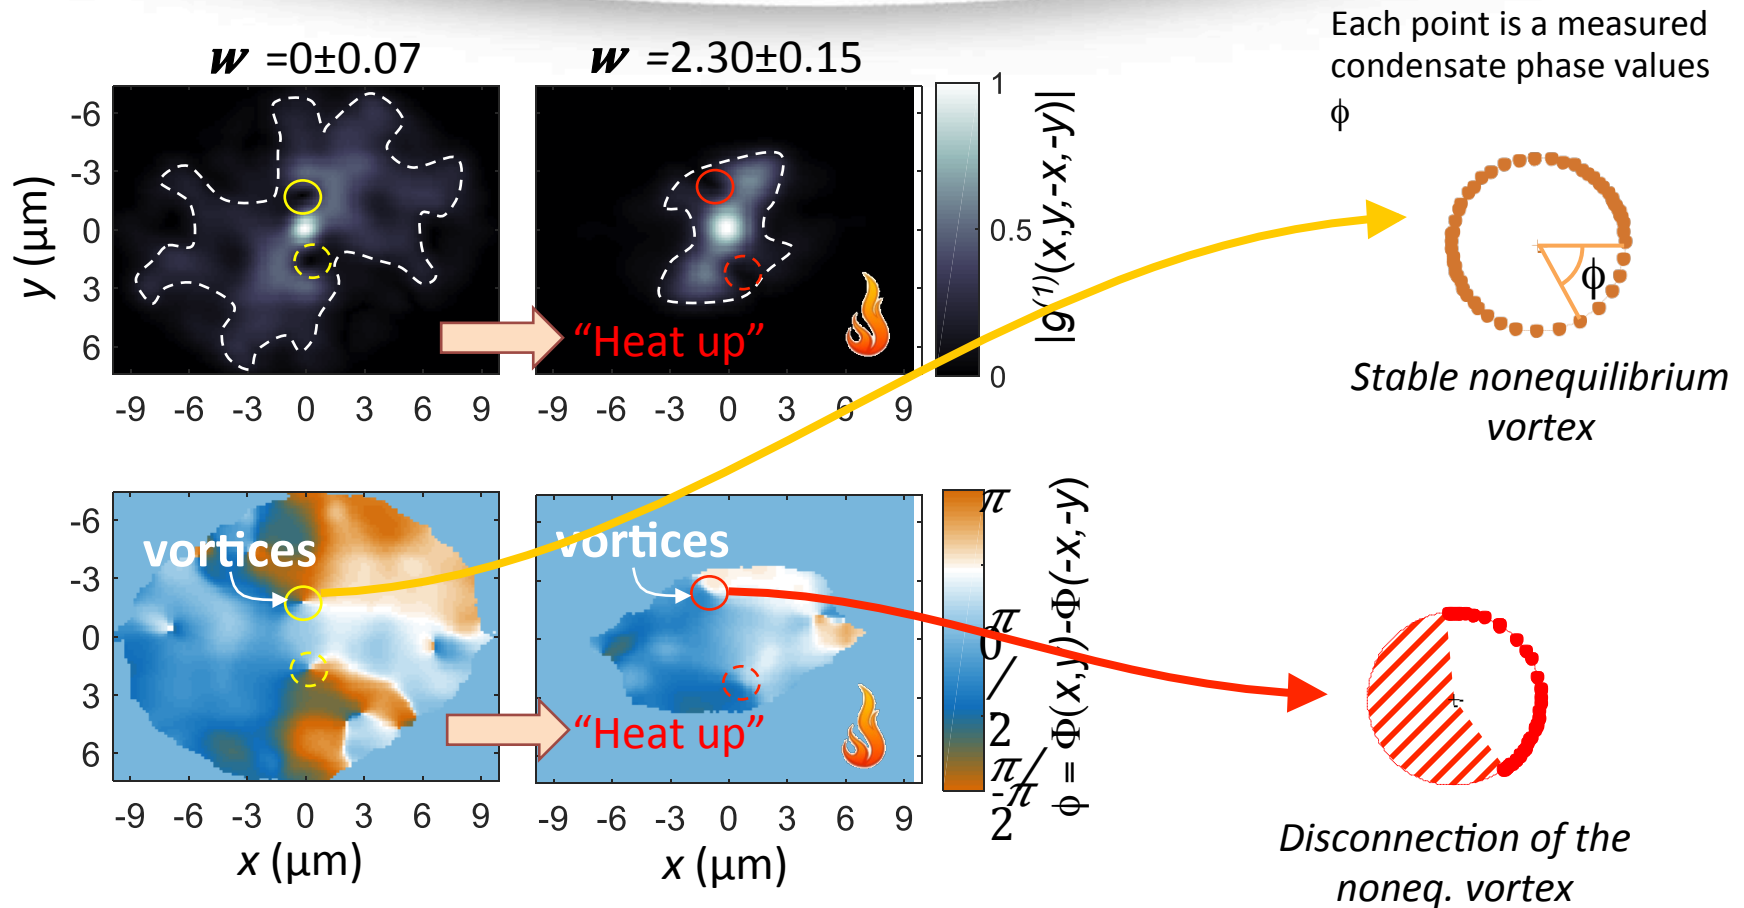 w =0±0.07
w =2.30±0.15
Each point is a measured
condensate phase values
ϕ
-6
-3
0
3
6
y (µm)
-9 -6 -3 0 3 6 9
-9 -6 -3 0 3 6 9
"Heat up"
1
0.5
0
|g(1)(x,y,-x,-y)|
ϕ
Stable nonequilibrium
vortex
-6
-3
0
3
6
vortices
vortices
"Heat up"
-9 -6 -3 0 3 6 9
-9 -6 -3 0 3 6 9
x (µm)
x (µm)
π
π/2
0
-π/2
-π
ϕ = Φ(x,y)-Φ(-x,-y)
Disconnection of the
noneq. vortex